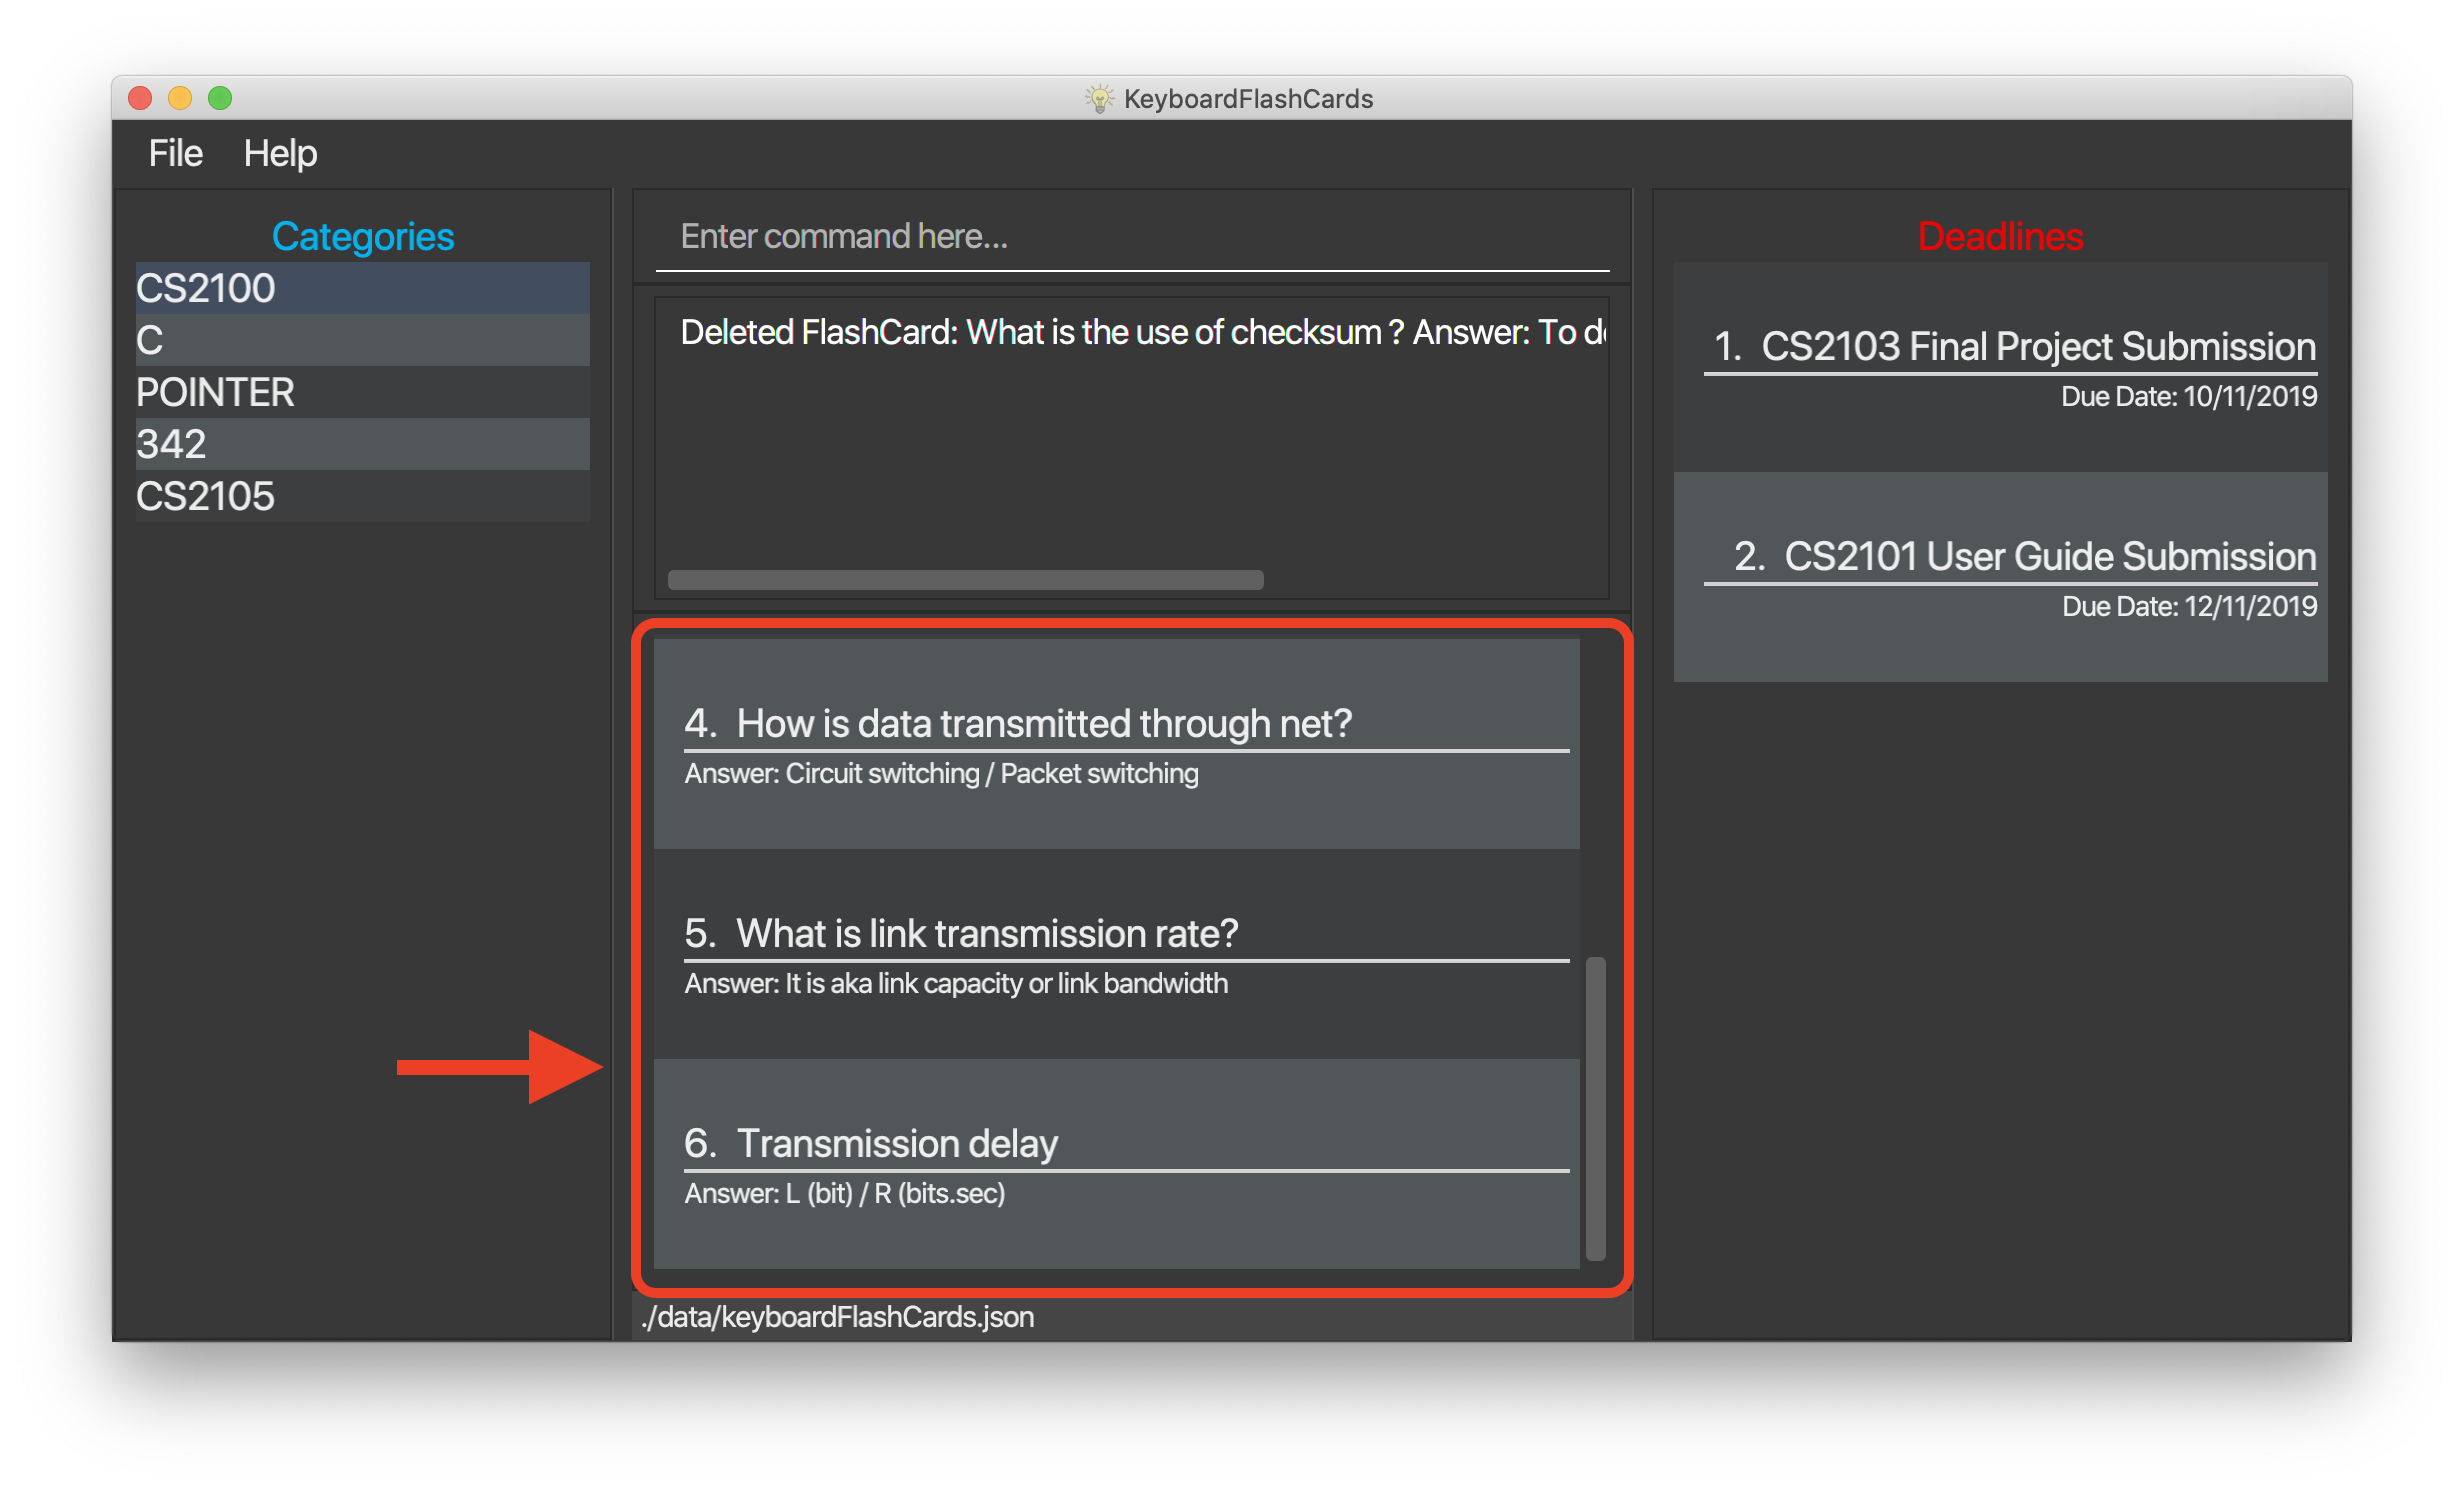 KeyboardFlashCards
File Help
Categories
CS2100
C
POINTER
342
CS2105
Enter command here...
Deleted FlashCard: What is the use of checksum ? Answer: To
4. How is data transmitted through net?
Answer: Circuit switching / Packet switching
5. What is link transmission rate?
Answer: It is aka link capacity or link bandwidth
6. Transmission delay
Answer: L (bit) / R (bits.sec)
./data/keyboardFlashCards.json
Deadlines
1. CS2103 Final Project Submission
Due Date: 10/11/2019
2. CS2101 User Guide Submission
Due Date: 12/11/2019